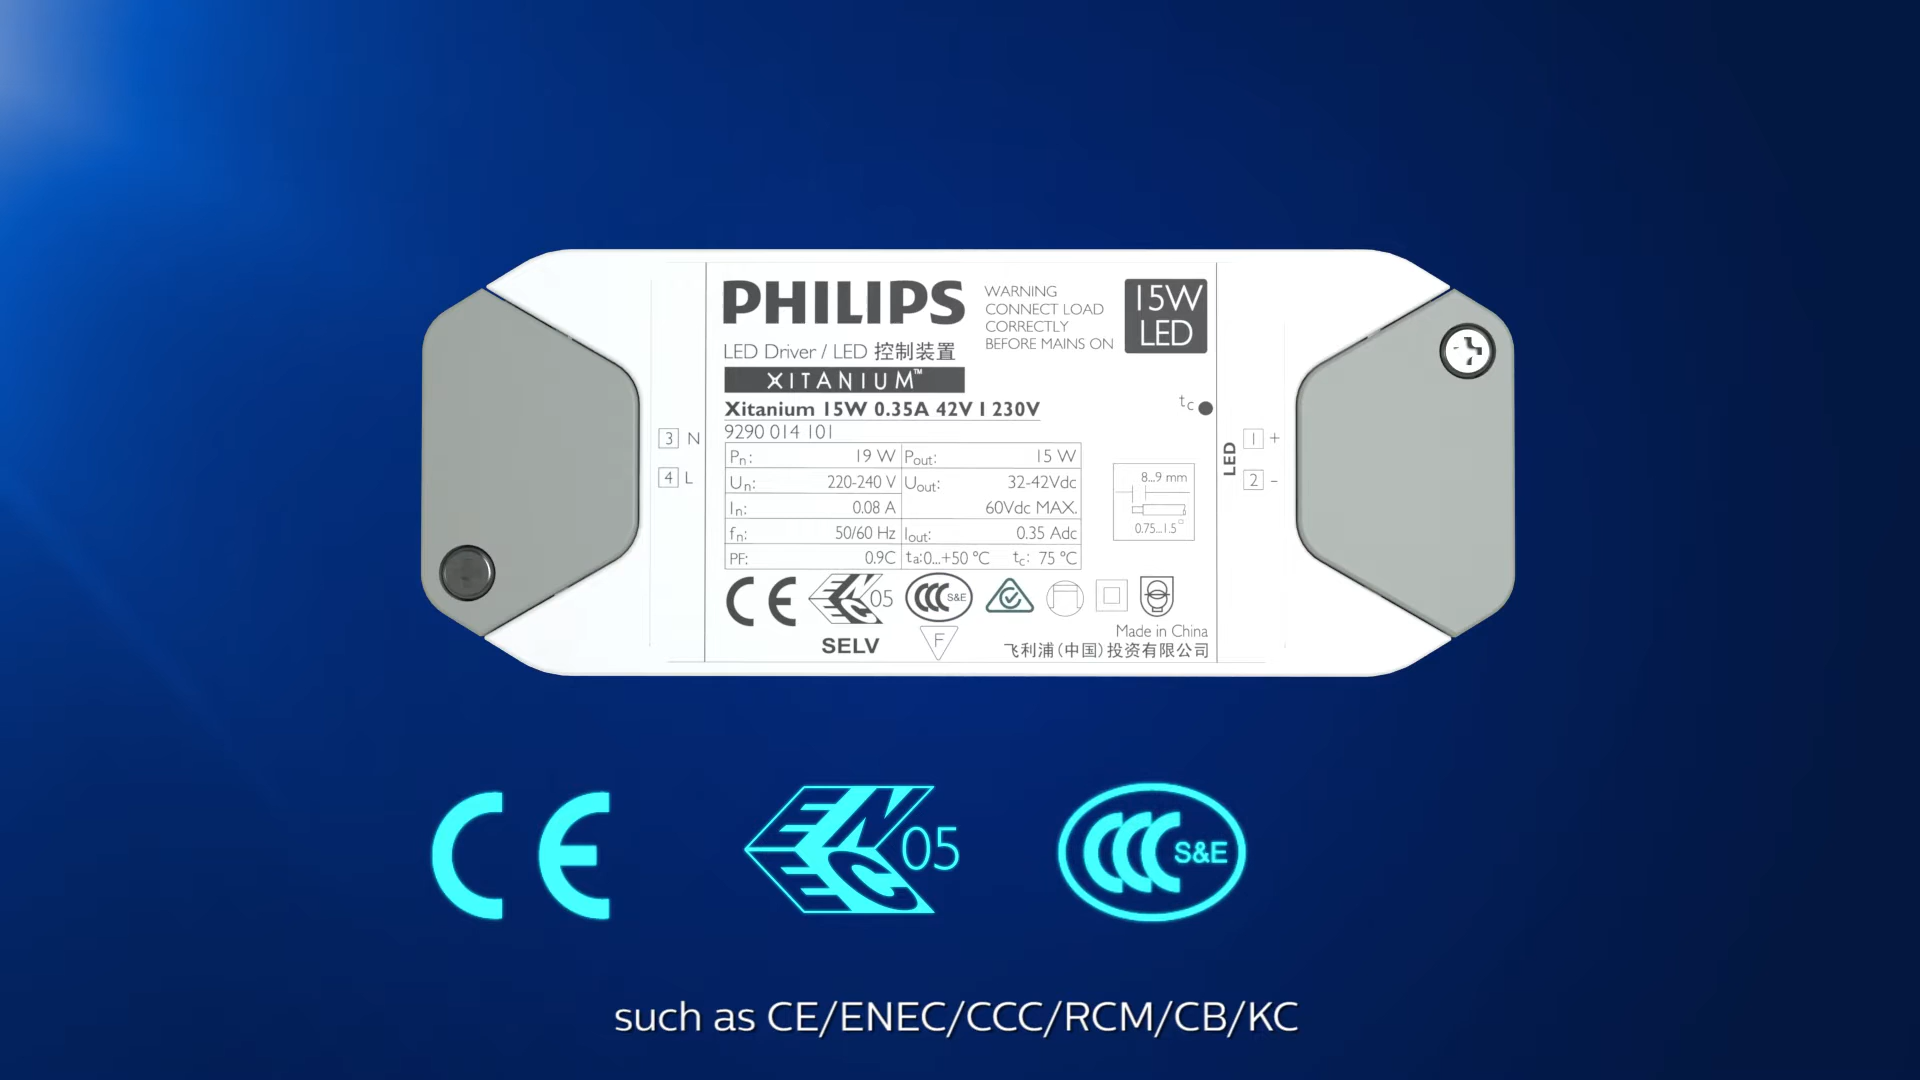 PHILIPS
WARNING
CONNECT LOAD
CORRECTLY
BEFORE MAINS ON
15W
LED
LED Driver / LED 控制装置
XITANIUM™
Xitanium 15W 0.35A 42V I 230V
9290 014 101
tc
3 N
4 L
LED
1 +
2 -
Pn: 19 W Pout: 15 W
Un: 220-240 V Uout: 32-42Vdc
In: 0.08 A 60Vdc MAX.
fn: 50/60 Hz Iout: 0.35 Adc
PF: 0.9C ta:0...+50 °C tc: 75 °C
8...9 mm
0.75...1.5
CE ENEC 05 CCC S&E
SELV F
Made in China
飞利浦(中国)投资有限公司
CE ENEC 05 CCC S&E
such as CE/ENEC/CCC/RCM/CB/KC